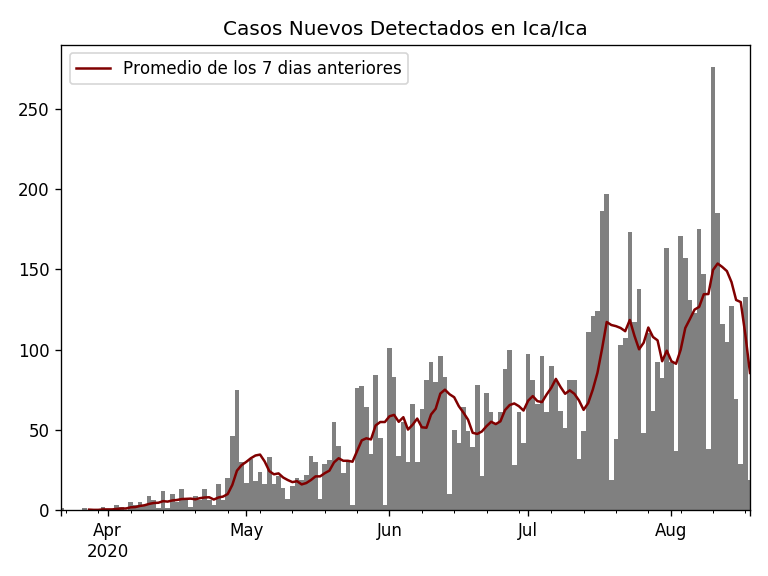 Casos Nuevos Detectados en Ica/Ica
Promedio de los 7 dias anteriores
250
200
150
100
50
0
Apr
2020
May
Jun
Jul
Aug